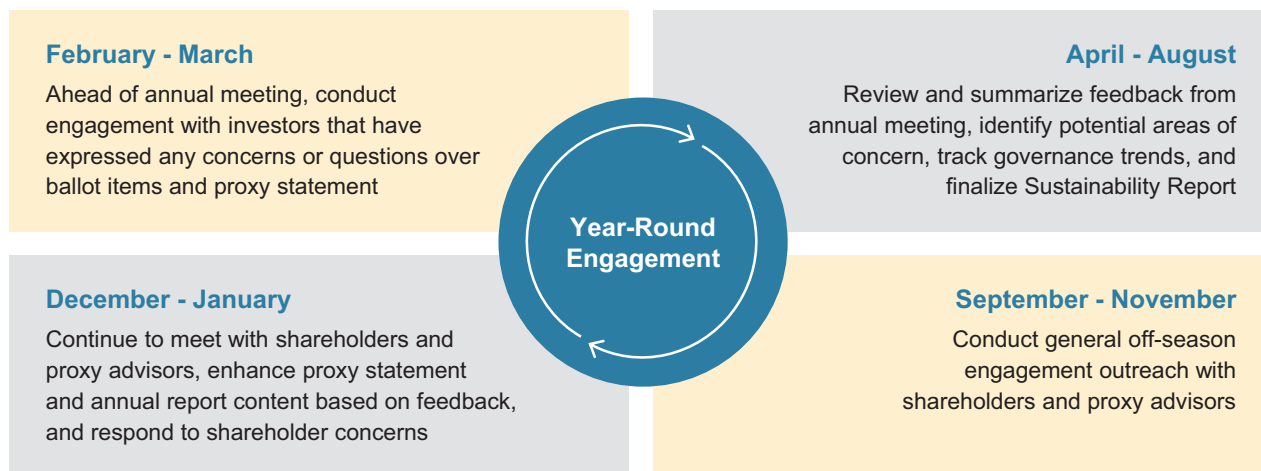 February - March
Ahead of annual meeting, conduct
engagement with investors that have
expressed any concerns or questions over
ballot items and proxy statement
April - August
Review and summarize feedback from
annual meeting, identify potential areas of
concern, track governance trends, and
finalize Sustainability Report
Year-Round
Engagement
December - January
Continue to meet with shareholders and
proxy advisors, enhance proxy statement
and annual report content based on feedback,
and respond to shareholder concerns
September - November
Conduct general off-season
engagement outreach with
shareholders and proxy advisors